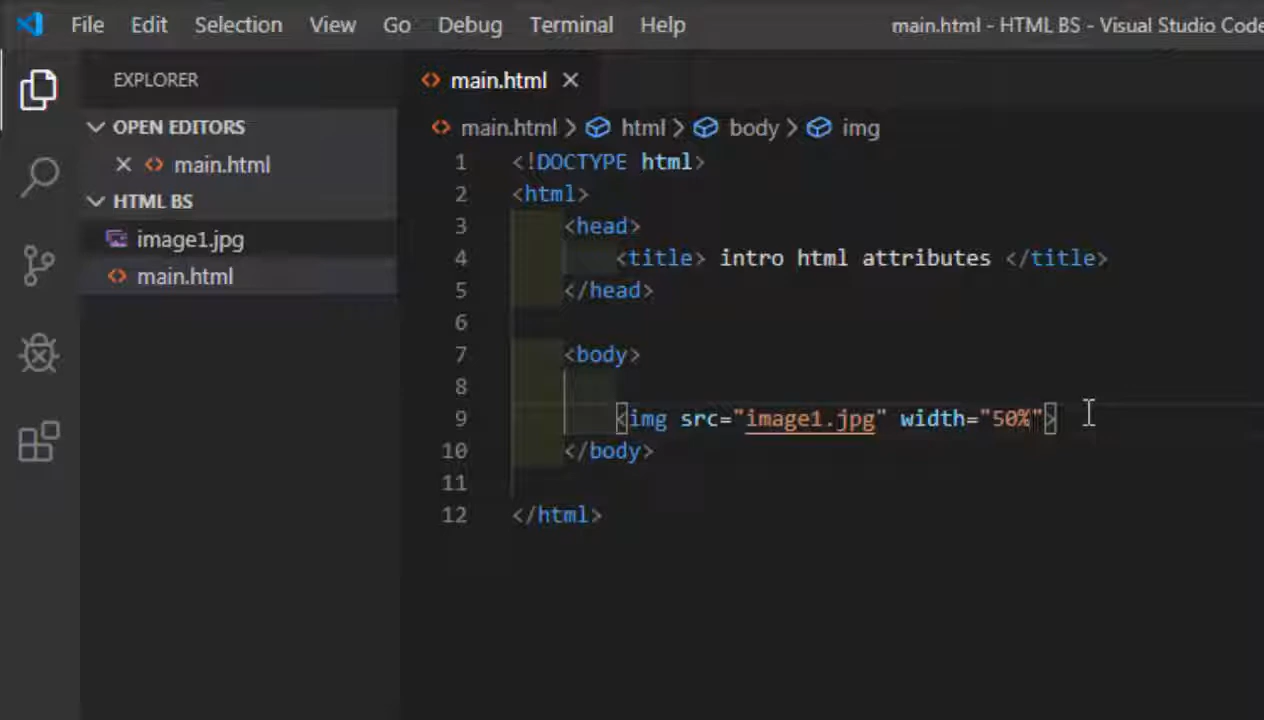 File Edit Selection View Go Debug Terminal Help main.html - HTML BS - Visual Studio Code
EXPLORER
OPEN EDITORS
main.html
HTML BS
image1.jpg
main.html
main.html
main.html > html > body > img
1 <!DOCTYPE html>
2 <html>
3 <head>
4 <title> intro html attributes </title>
5 </head>
6
7 <body>
8
9 <img src="image1.jpg" width="50%">
10 </body>
11
12 </html>